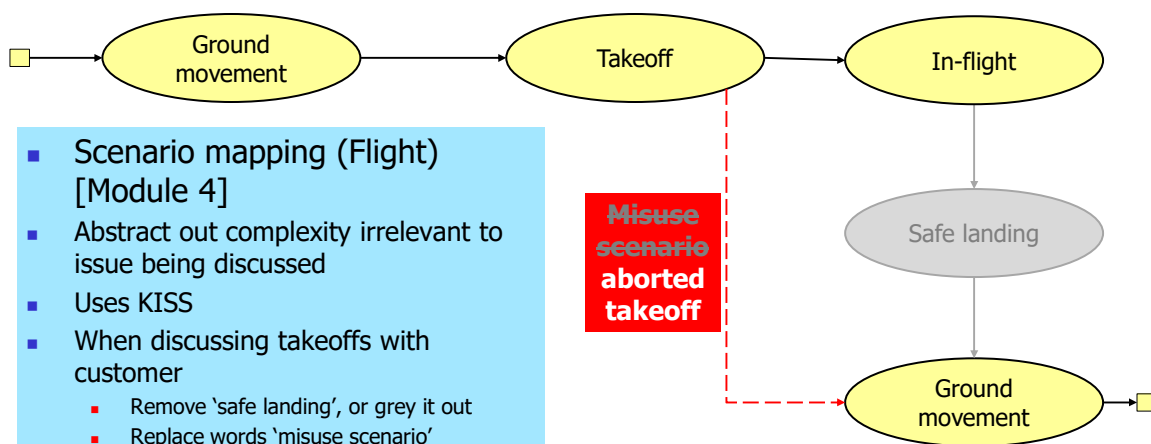 Ground
movement
Takeoff
In-flight
Scenario mapping (Flight)
[Module 4]
Abstract out complexity irrelevant to
issue being discussed
Uses KISS
When discussing takeoffs with
customer
Remove ‘safe landing’, or grey it out
Replace words ‘misuse scenario’
Misuse
scenario
aborted
takeoff
Safe landing
Ground
movement